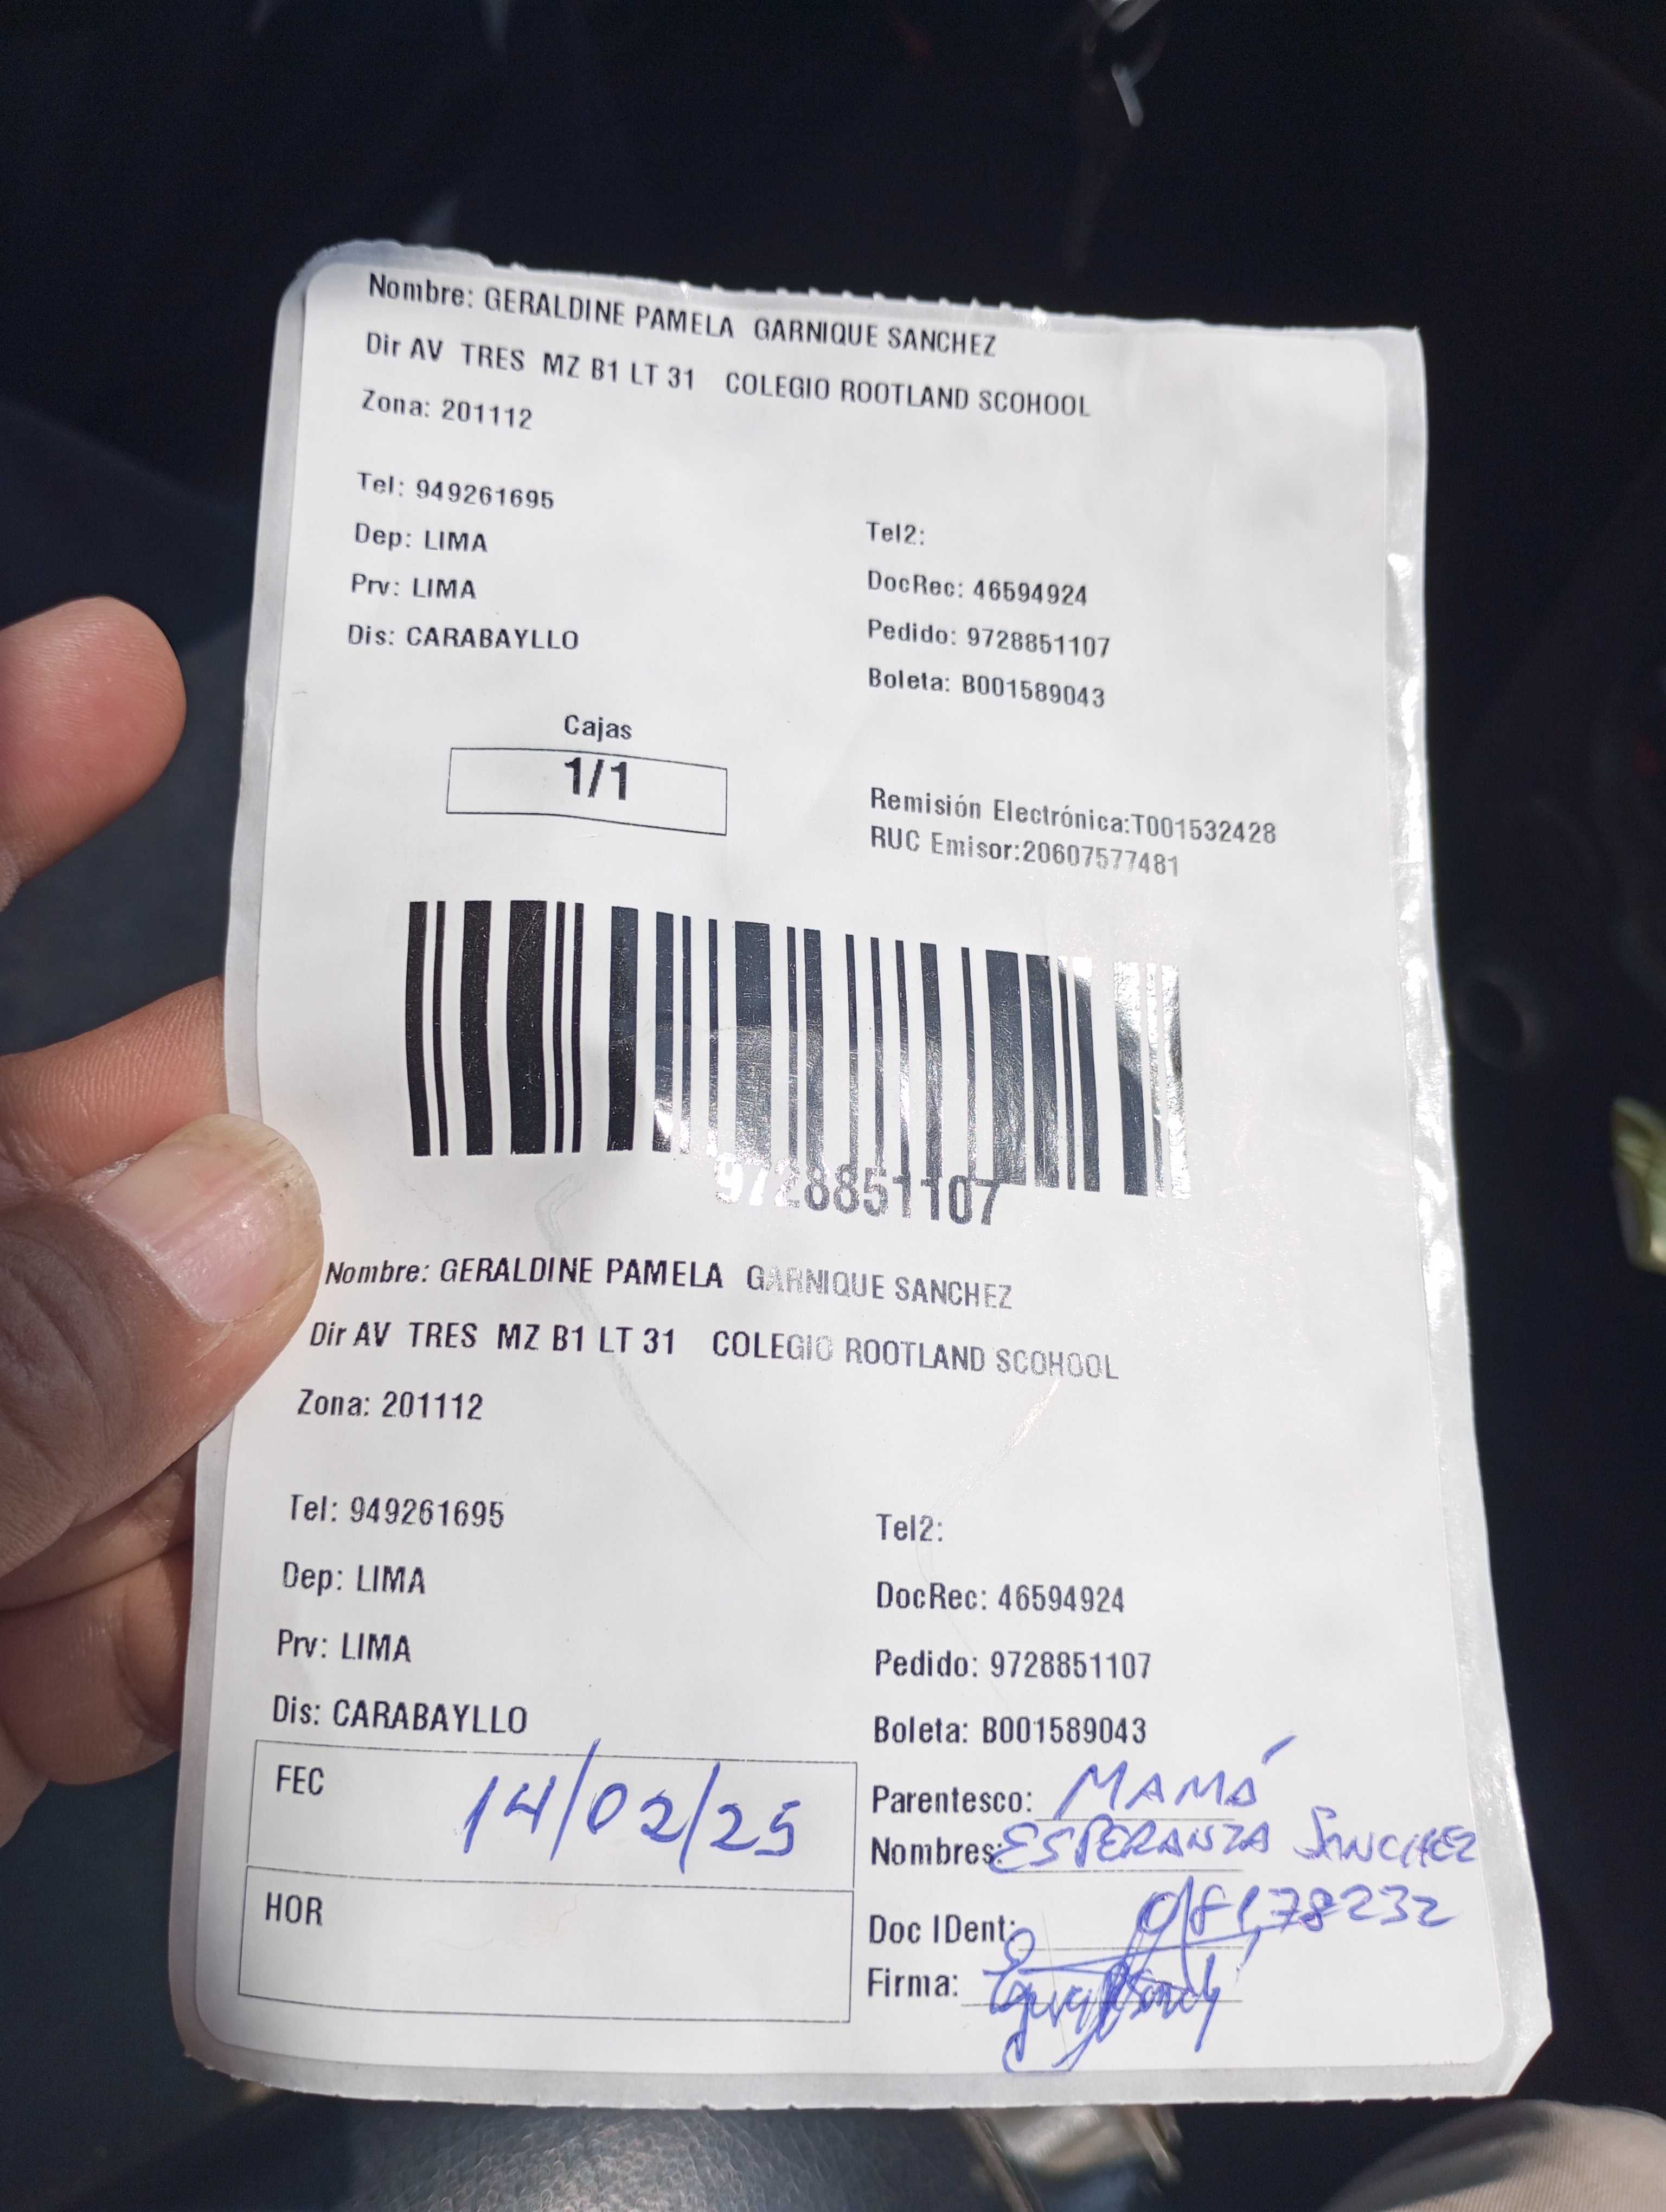 Nombre: GERALDINE PAMELA GARNIQUE SANCHEZ
Dir AV TRES MZ B1 LT 31 COLEGIO ROOTLAND SCOHOOL
Zona: 201112
Tel: 949261695
Tel2:
Dep: LIMA
DocRec: 46594924
Prv: LIMA
Pedido: 9728851107
Dis: CARABAYLLO
Boleta: B001589043
Cajas
1/1
Remisión Electrónica:T001532428
RUC Emisor:20607577481
9728851107
Nombre: GERALDINE PAMELA GARNIQUE SANCHEZ
Dir AV TRES MZ B1 LT 31 COLEGIO ROOTLAND SCOHOOL
Zona: 201112
Tel: 949261695
Tel2:
Dep: LIMA
DocRec: 46594924
Prv: LIMA
Pedido: 9728851107
Dis: CARABAYLLO
Boleta: B001589043
FEC 14/02/25
Parentesco: MAMÁ
Nombres: ESPERANZA SANCHEZ
HOR
Doc IDent:
Firma: